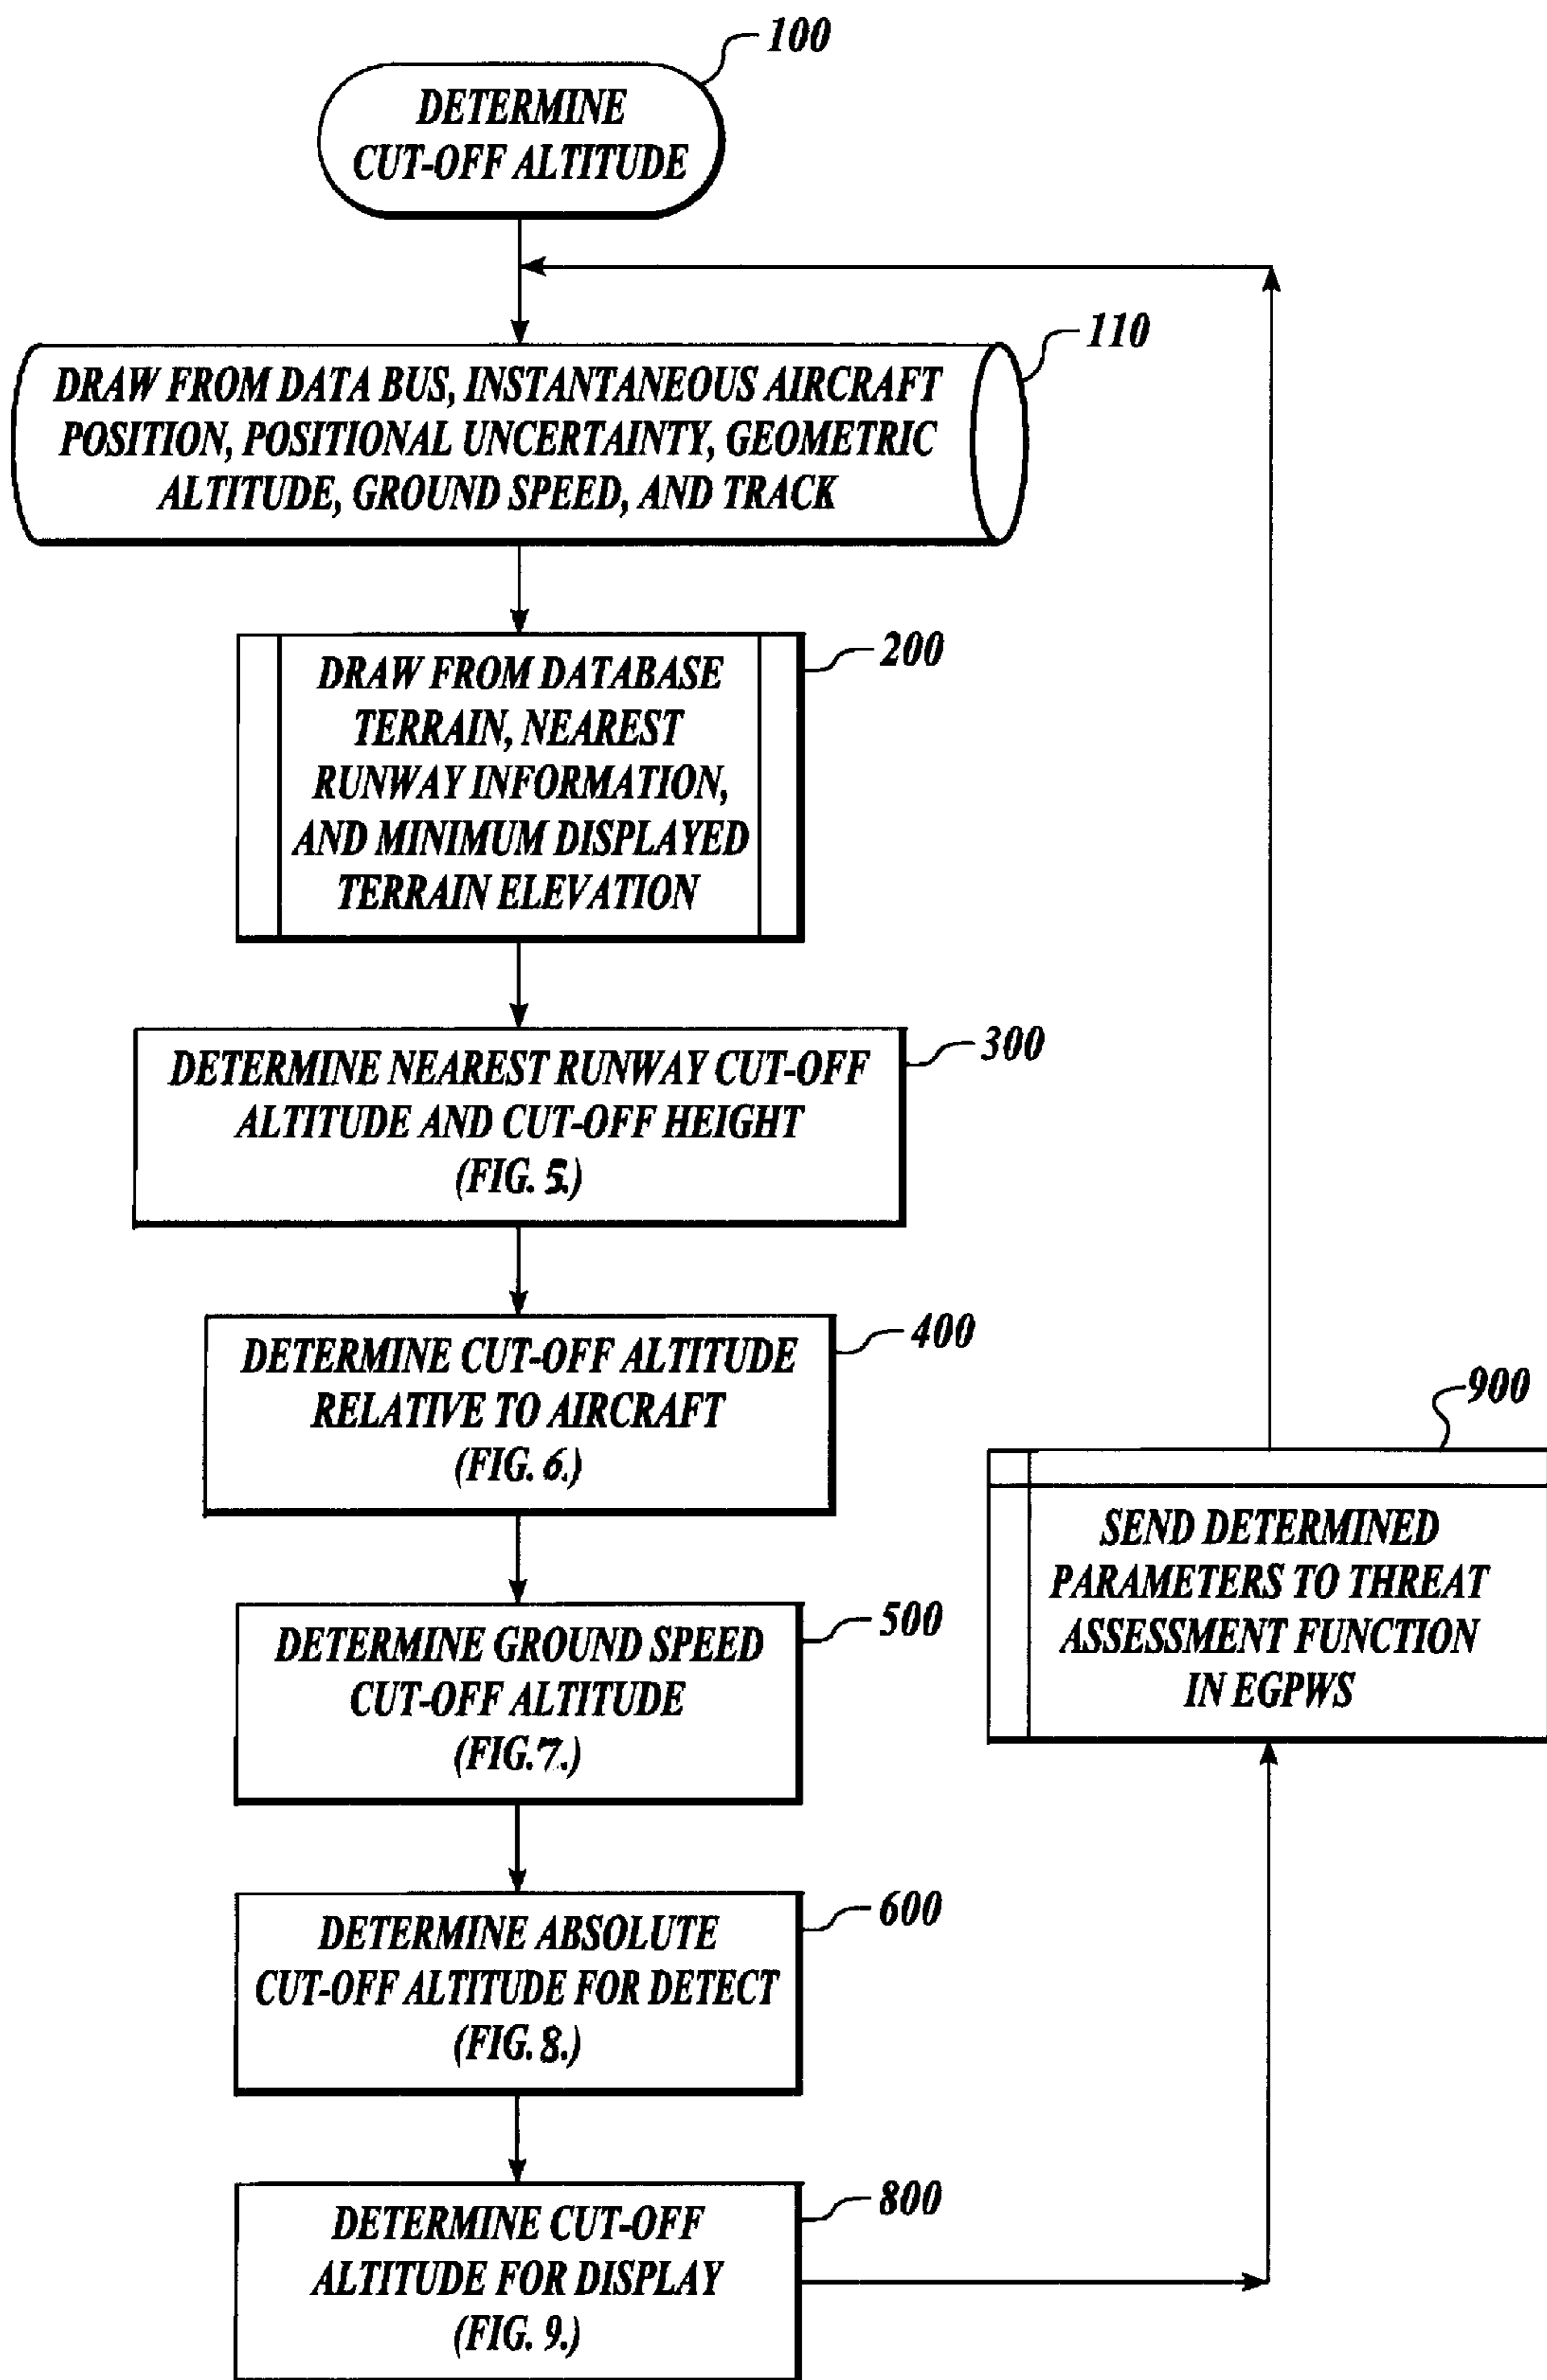 100
DETERMINE
CUT-OFF ALTITUDE
110
DRAW FROM DATA BUS, INSTANTANEOUS AIRCRAFT
POSITION, POSITIONAL UNCERTAINTY, GEOMETRIC
ALTITUDE, GROUND SPEED, AND TRACK
200
DRAW FROM DATABASE
TERRAIN, NEAREST
RUNWAY INFORMATION,
AND MINIMUM DISPLAYED
TERRAIN ELEVATION
300
DETERMINE NEAREST RUNWAY CUT-OFF
ALTITUDE AND CUT-OFF HEIGHT
(FIG. 5.)
400
DETERMINE CUT-OFF ALTITUDE
RELATIVE TO AIRCRAFT
(FIG. 6.)
500
DETERMINE GROUND SPEED
CUT-OFF ALTITUDE
(FIG.7.)
600
DETERMINE ABSOLUTE
CUT-OFF ALTITUDE FOR DETECT
(FIG. 8.)
800
DETERMINE CUT-OFF
ALTITUDE FOR DISPLAY
(FIG. 9.)
900
SEND DETERMINED
PARAMETERS TO THREAT
ASSESSMENT FUNCTION
IN EGPWS